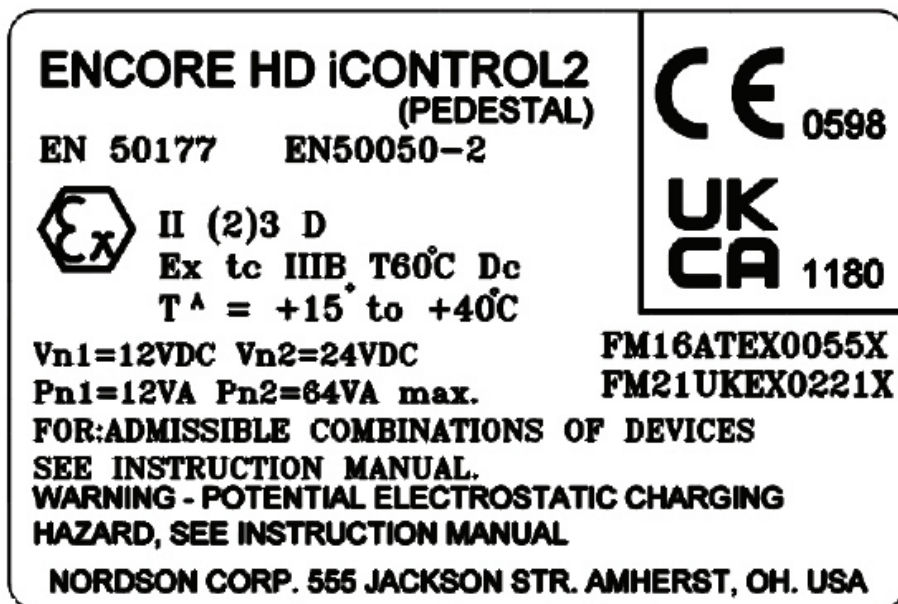 ENCORE HD iCONTROL2
(PEDESTAL)
EN 50177 EN50050-2
CE 0598
UK
CA 1180
Ex II (2)3 D
Ex tc IIIB T60°C Dc
T A = +15° to +40°C
Vn1=12VDC Vn2=24VDC
Pn1=12VA Pn2=64VA max.
FM16ATEX0055X
FM21UKEX0221X
FOR:ADMISSIBLE COMBINATIONS OF DEVICES
SEE INSTRUCTION MANUAL.
WARNING - POTENTIAL ELECTROSTATIC CHARGING
HAZARD, SEE INSTRUCTION MANUAL
NORDSON CORP. 555 JACKSON STR. AMHERST, OH. USA